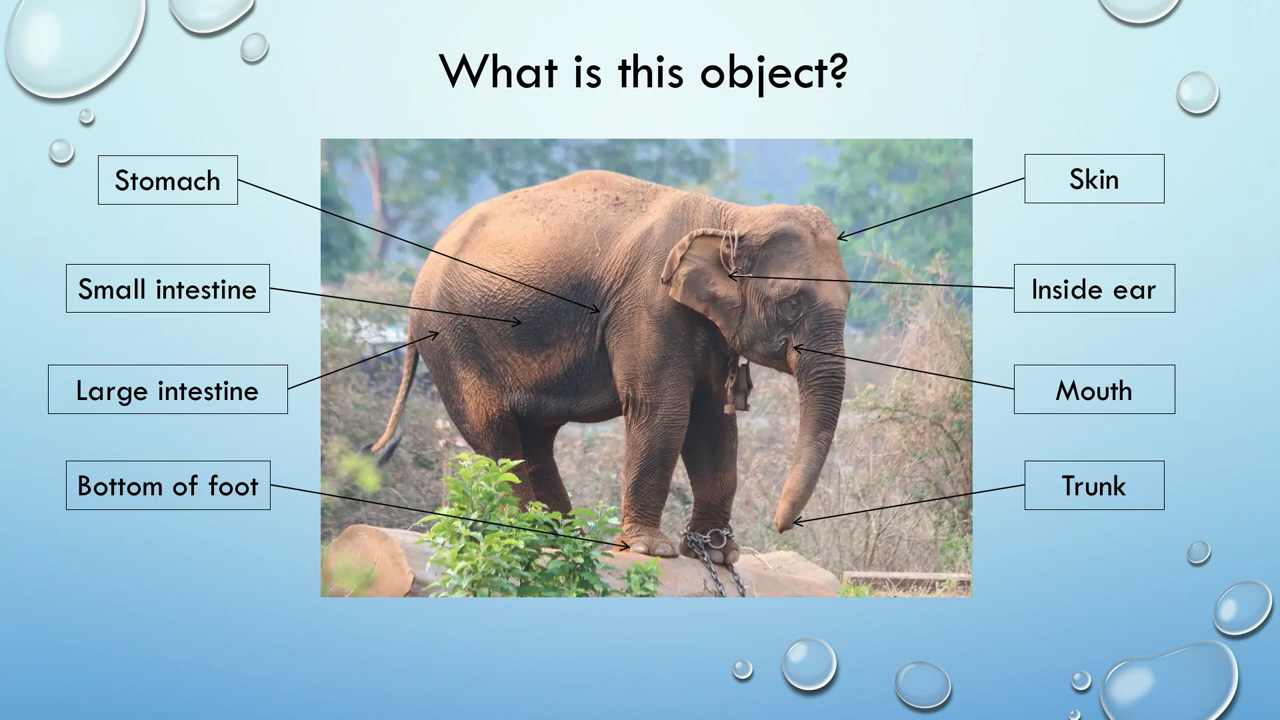 What is this object?
Stomach
Skin
Small intestine
Inside ear
Large intestine
Mouth
Bottom of foot
Trunk